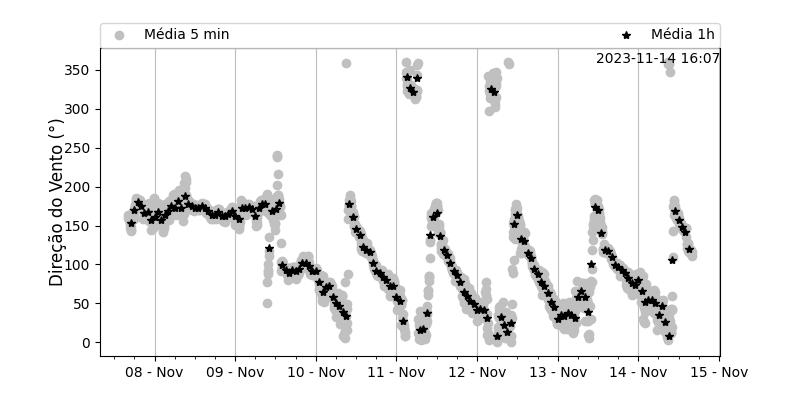 Média 5 min
Média 1h
2023-11-14 16:07
Direção do Vento (°)
350
300
250
200
150
100
50
0
08 - Nov
09 - Nov
10 - Nov
11 - Nov
12 - Nov
13 - Nov
14 - Nov
15 - Nov